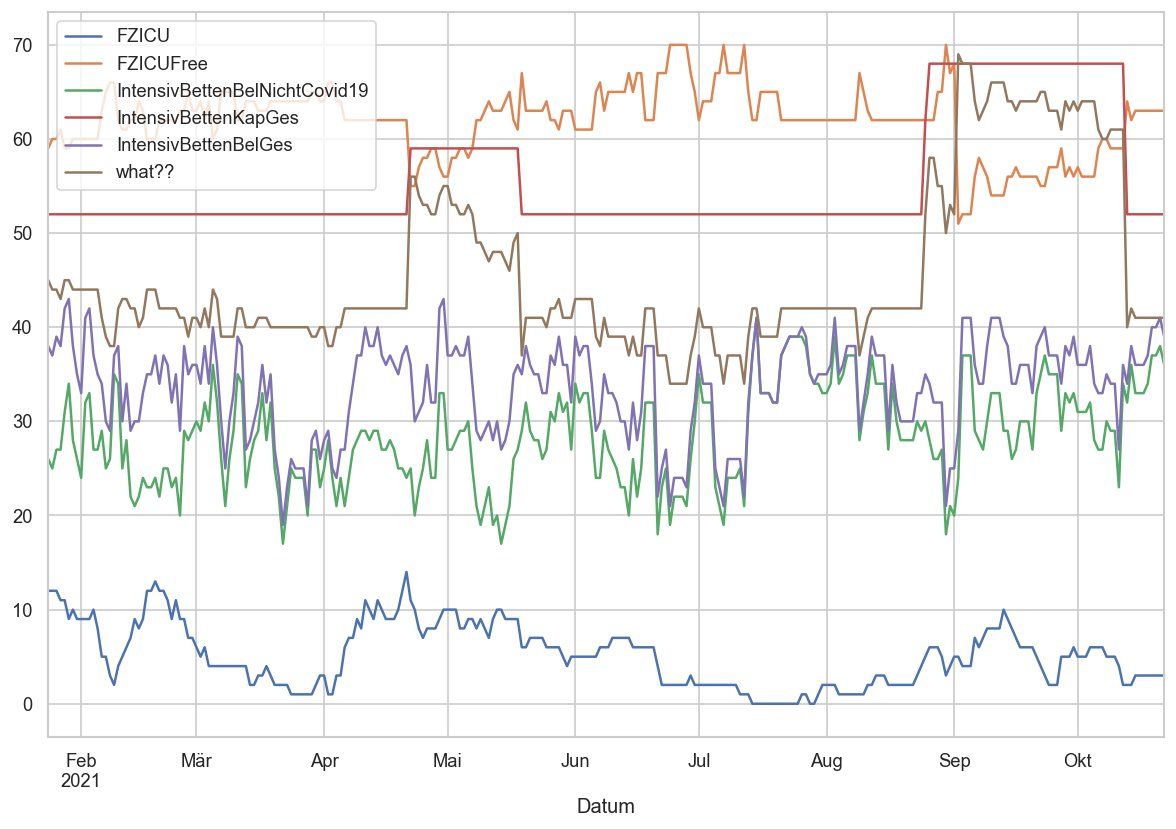 FZICU
FZICUFree
IntensivBettenBelNichtCovid19
IntensivBettenKapGes
IntensivBettenBelGes
what??
70
60
50
40
30
20
10
0
Feb Mär Apr Mai Jun Jul Aug Sep Okt
2021
Datum